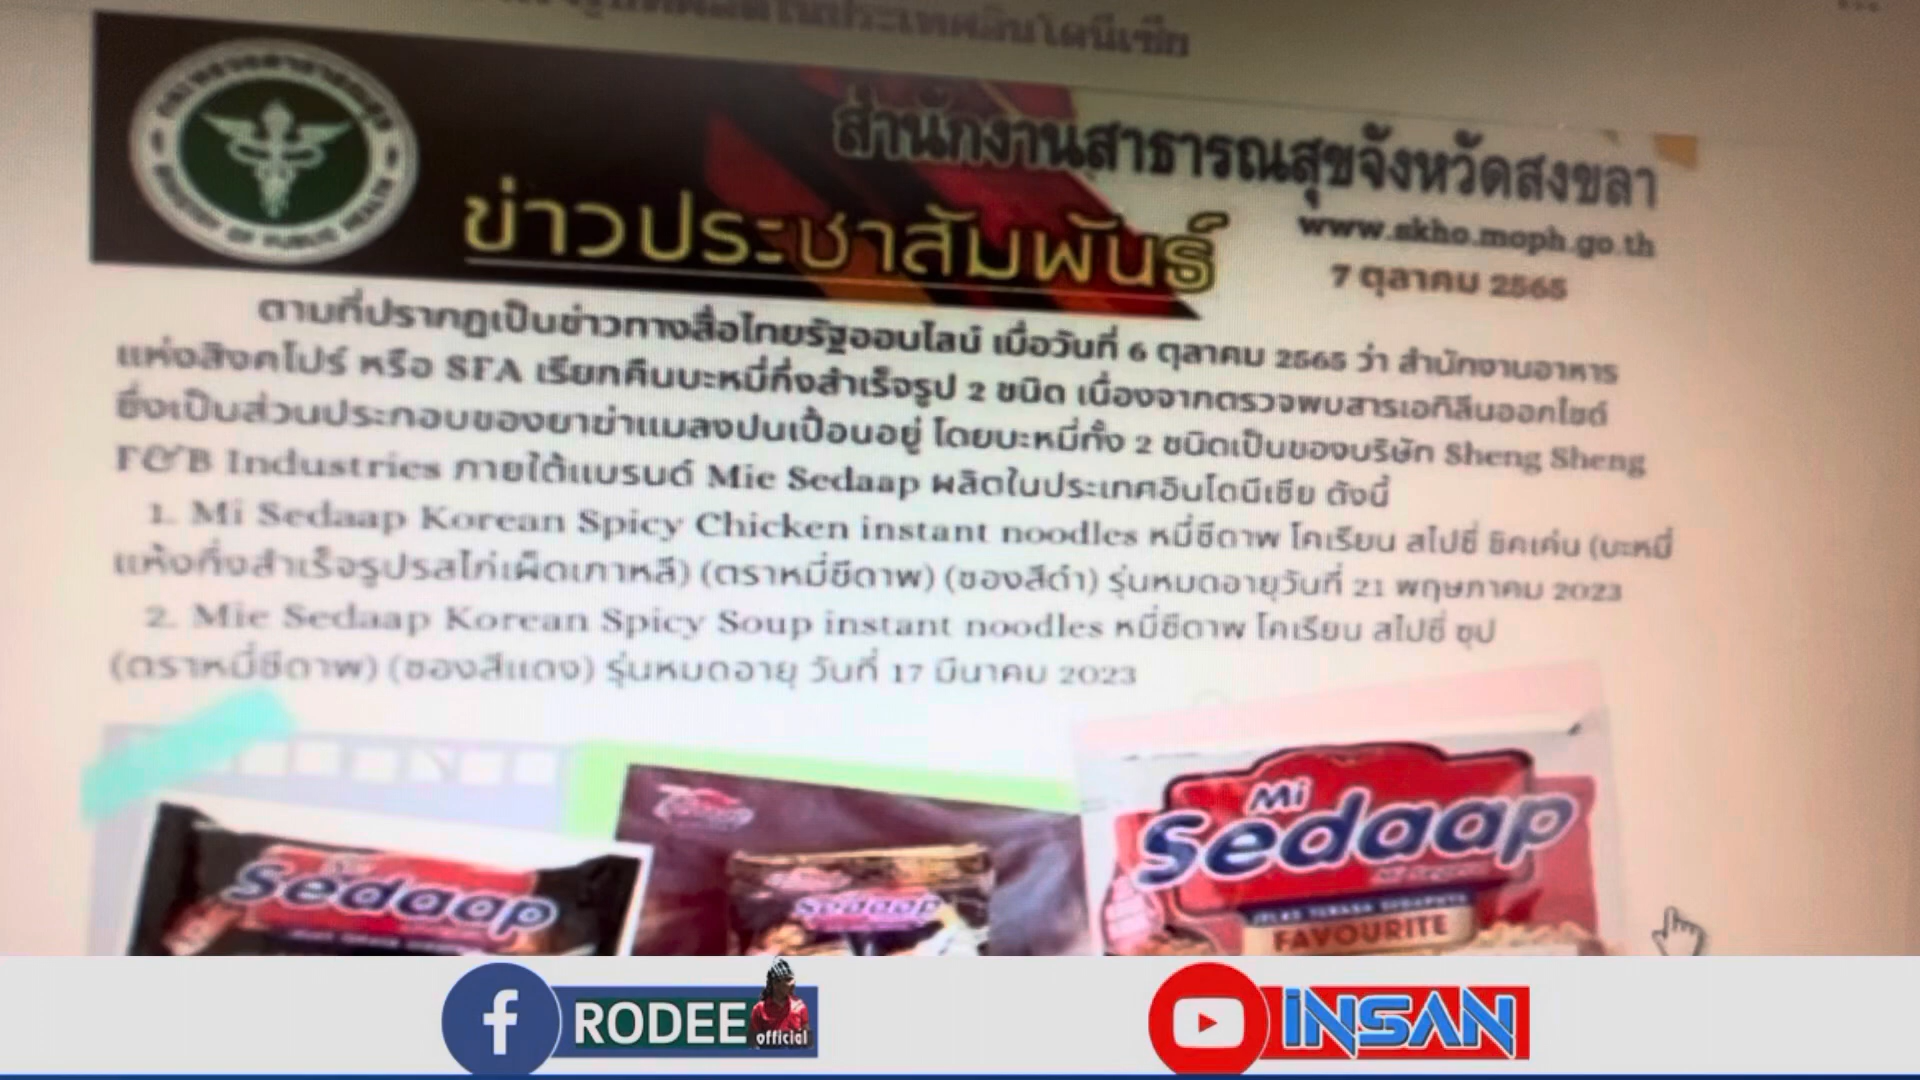 สำนักงานสาธารณสุขจังหวัดสงขลา
ข่าวประชาสัมพันธ์
www.skho.moph.go.th
7 ตุลาคม 2565
ตามที่ปรากฏเป็นข่าวทางสื่อไทยรัฐออนไลน์ เมื่อวันที่ 6 ตุลาคม 2565 ว่า สำนักงานอาหาร
แห่งสิงคโปร์ หรือ SFA เรียกคืนบะหมี่กึ่งสำเร็จรูป 2 ชนิด เนื่องจากตรวจพบสารเอทิลีนออกไซด์
ซึ่งเป็นส่วนประกอบของยาฆ่าแมลงปนเปื้อนอยู่ โดยบะหมี่ทั้ง 2 ชนิดเป็นของบริษัท Sheng Sheng
F&B Industries ภายใต้แบรนด์ Mie Sedaap ผลิตในประเทศอินโดนีเซีย ดังนี้
1. Mi Sedaap Korean Spicy Chicken instant noodles หมี่ซีดาพ โคเรียน สไปซี่ ชิคเค่น (บะหมี่
แห้งกึ่งสำเร็จรูปรสไก่เผ็ดเกาหลี) (ตราหมี่ซีดาพ) (ซองสีดำ) รุ่นหมดอายุวันที่ 21 พฤษภาคม 2023
2. Mie Sedaap Korean Spicy Soup instant noodles หมี่ซีดาพ โคเรียน สไปซี่ ซุป
(ตราหมี่ซีดาพ) (ซองสีแดง) รุ่นหมดอายุ วันที่ 17 มีนาคม 2023
Mi
Sedaap
Sedaap
Mi
Sedaap
FAVOURITE
RODEE
official
INSAN